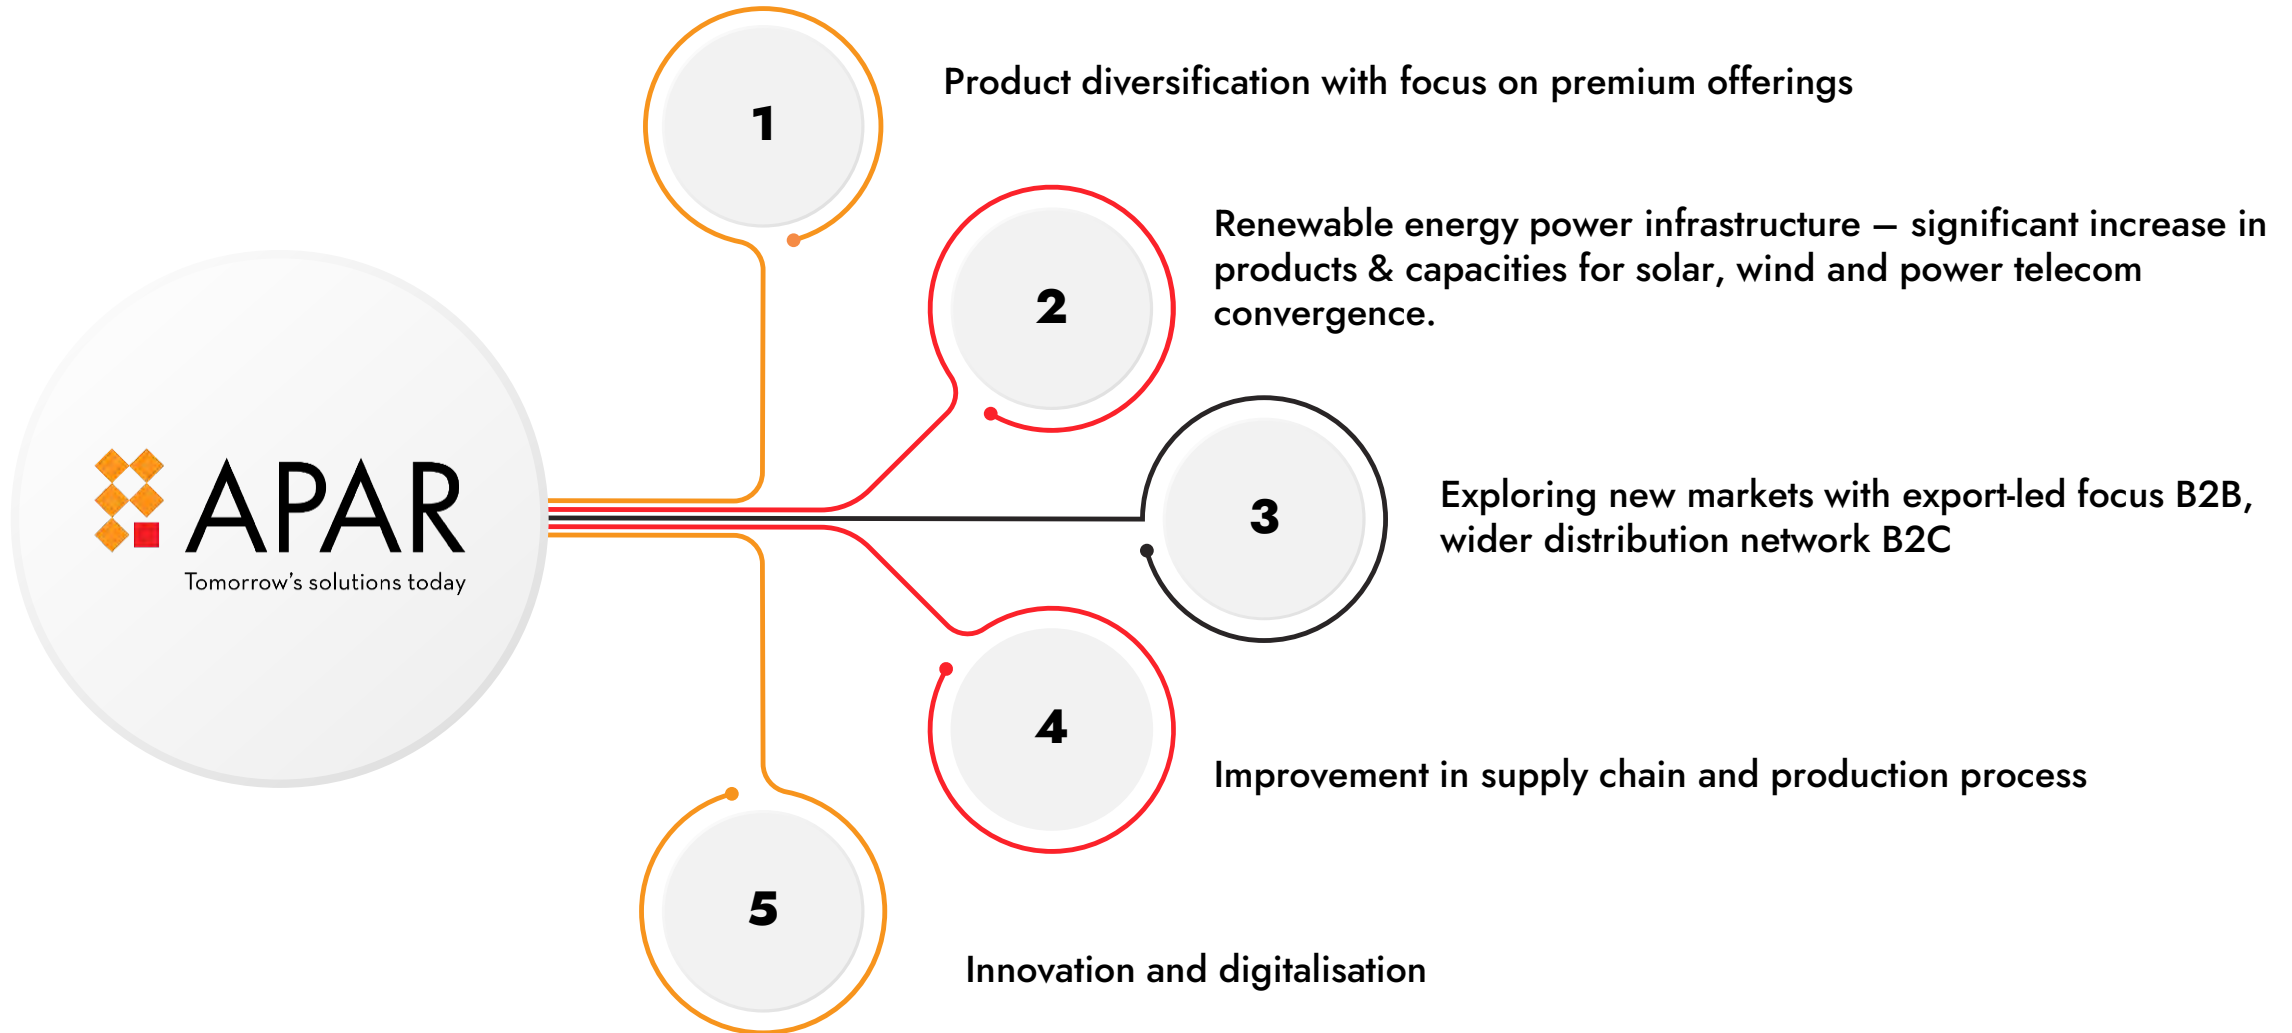 1
Product diversification with focus on premium offerings
2
Renewable energy power infrastructure – significant increase in
products & capacities for solar, wind and power telecom
convergence.
APAR
Tomorrow's solutions today
3
Exploring new markets with export-led focus B2B,
wider distribution network B2C
4
Improvement in supply chain and production process
5
Innovation and digitalisation